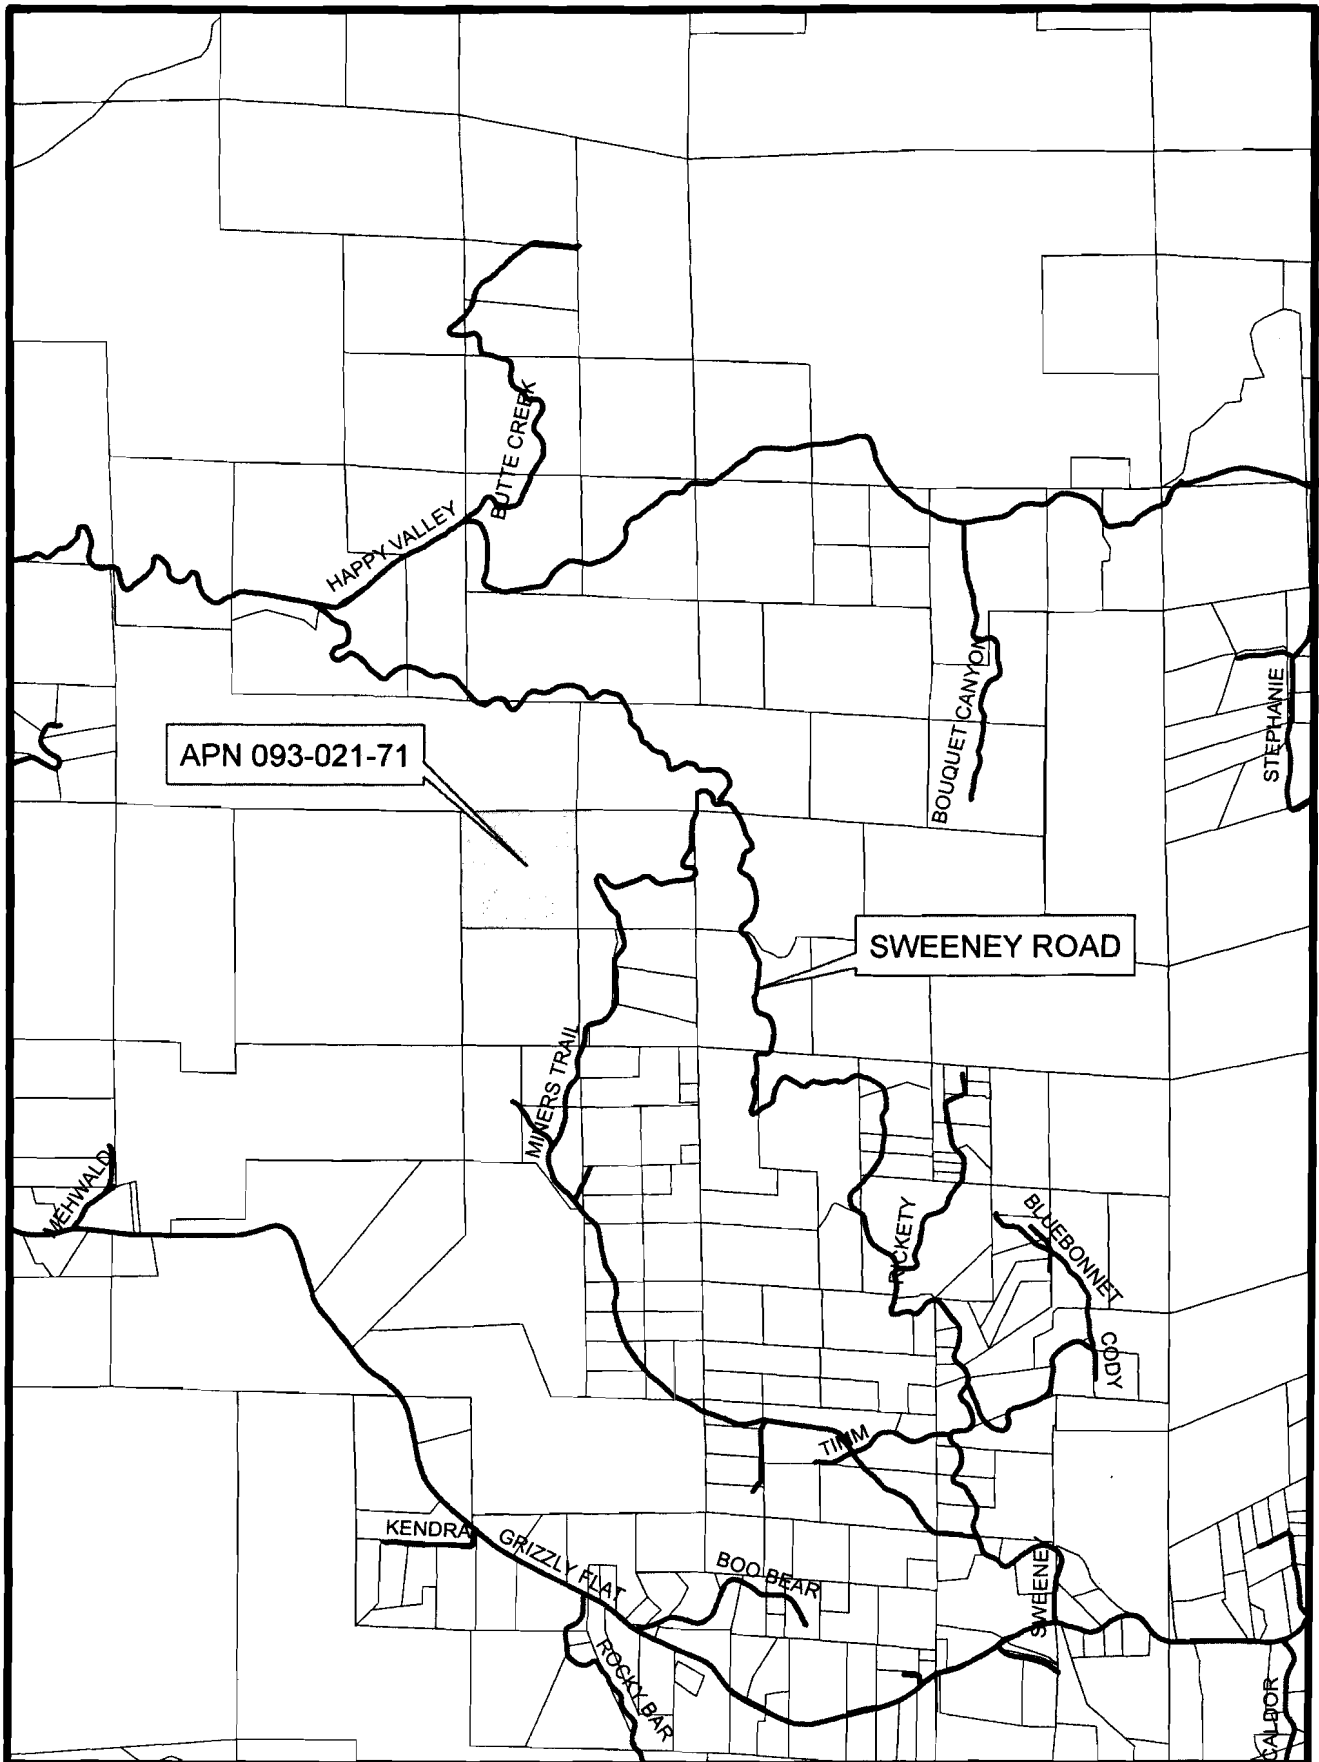 BUTTE CREEK
HAPPY VALLEY
BOUQUET CANYON
STEPHANIE
APN 093-021-71
SWEENEY ROAD
MINERS TRAIL
MEHWALD
RICKETY
BLUEBONNET
CODY
TIMM
KENDRA
GRIZZLY FLAT
BOO BEAR
SWEENEY
ROCKY BAR
CALDOR